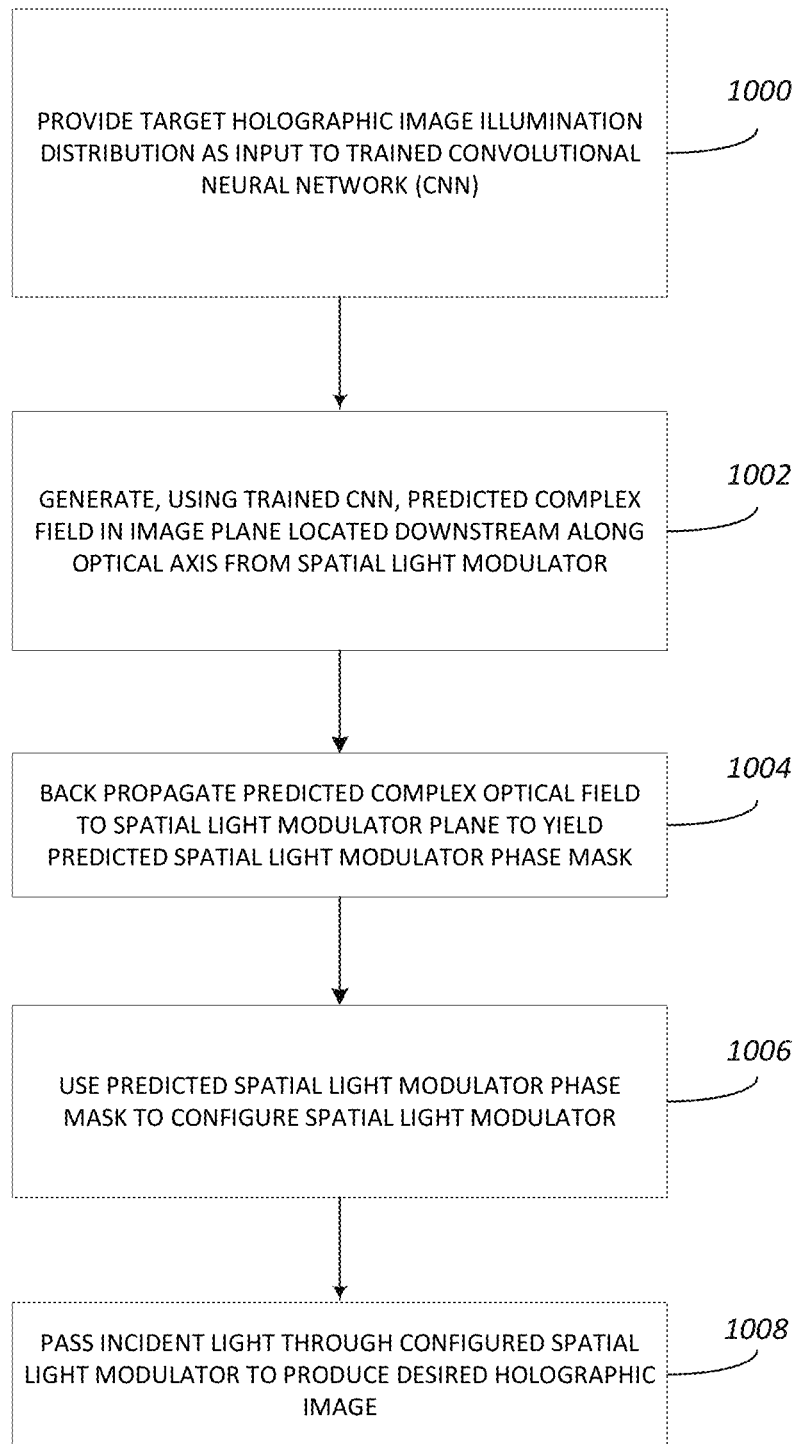 1000
PROVIDE TARGET HOLOGRAPHIC IMAGE ILLUMINATION
DISTRIBUTION AS INPUT TO TRAINED CONVOLUTIONAL
NEURAL NETWORK (CNN)
1002
GENERATE, USING TRAINED CNN, PREDICTED COMPLEX
FIELD IN IMAGE PLANE LOCATED DOWNSTREAM ALONG
OPTICAL AXIS FROM SPATIAL LIGHT MODULATOR
1004
BACK PROPAGATE PREDICTED COMPLEX OPTICAL FIELD
TO SPATIAL LIGHT MODULATOR PLANE TO YIELD
PREDICTED SPATIAL LIGHT MODULATOR PHASE MASK
1006
USE PREDICTED SPATIAL LIGHT MODULATOR PHASE
MASK TO CONFIGURE SPATIAL LIGHT MODULATOR
1008
PASS INCIDENT LIGHT THROUGH CONFIGURED SPATIAL
LIGHT MODULATOR TO PRODUCE DESIRED HOLOGRAPHIC
IMAGE